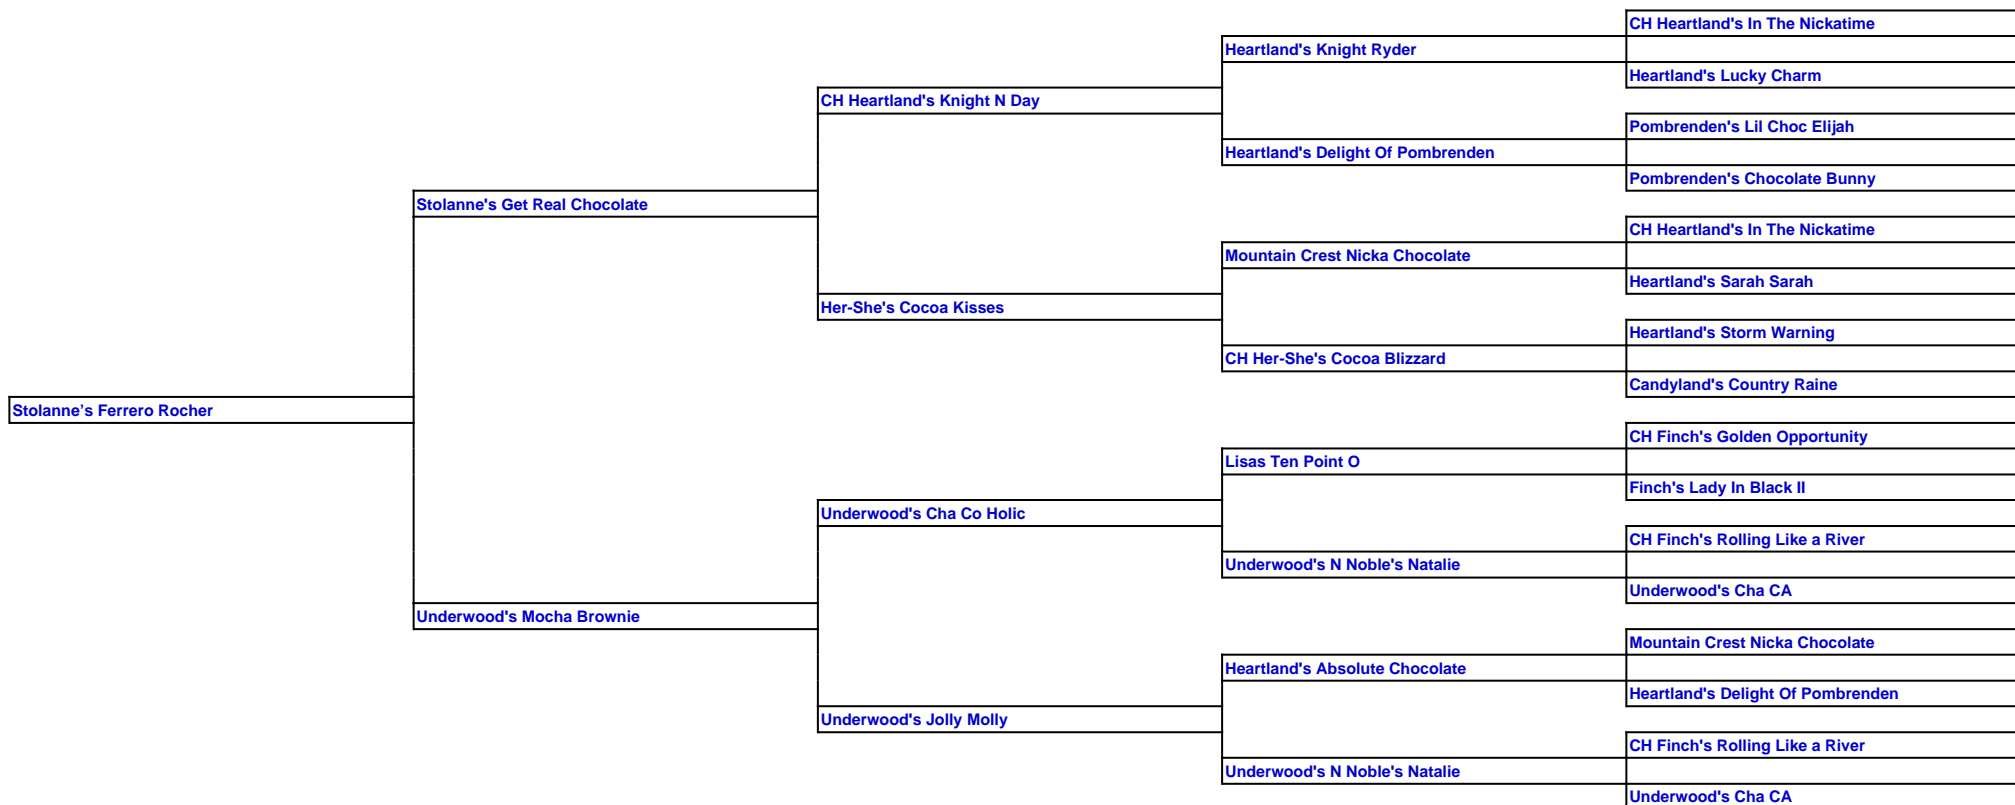 CH Heartland's In The Nickatime
Heartland's Knight Ryder
Heartland's Lucky Charm
CH Heartland's Knight N Day
Pombrenden's Lil Choc Elijah
Heartland's Delight Of Pombrenden
Pombrenden's Chocolate Bunny
Stolanne's Get Real Chocolate
CH Heartland's In The Nickatime
Mountain Crest Nicka Chocolate
Heartland's Sarah Sarah
Her-She's Cocoa Kisses
Heartland's Storm Warning
CH Her-She's Cocoa Blizzard
Candyland's Country Raine
Stolanne’s Ferrero Rocher
CH Finch's Golden Opportunity
Lisas Ten Point O
Finch's Lady In Black II
Underwood's Cha Co Holic
CH Finch's Rolling Like a River
Underwood's N Noble's Natalie
Underwood's Cha CA
Underwood's Mocha Brownie
Mountain Crest Nicka Chocolate
Heartland's Absolute Chocolate
Heartland's Delight Of Pombrenden
Underwood's Jolly Molly
CH Finch's Rolling Like a River
Underwood's N Noble's Natalie
Underwood's Cha CA